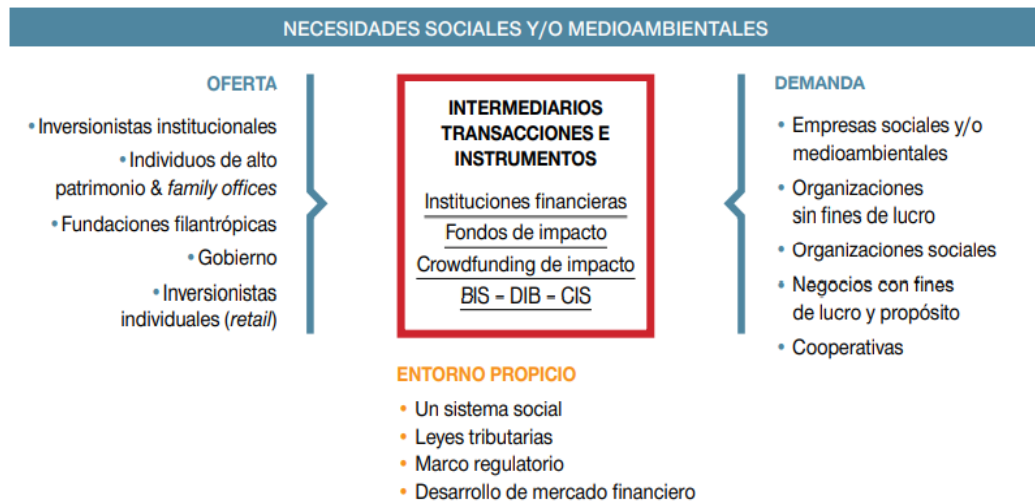 NECESIDADES SOCIALES Y/O MEDIOAMBIENTALES
OFERTA
• Inversionistas institucionales
• Individuos de alto
patrimonio & family offices
• Fundaciones filantrópicas
• Gobierno
• Inversionistas
individuales (retail)
INTERMEDIARIOS
TRANSACCIONES E
INSTRUMENTOS
Instituciones financieras
Fondos de impacto
Crowdfunding de impacto
BIS – DIB – CIS
DEMANDA
• Empresas sociales y/o
medioambientales
• Organizaciones
sin fines de lucro
• Organizaciones sociales
• Negocios con fines
de lucro y propósito
• Cooperativas
ENTORNO PROPICIO
• Un sistema social
• Leyes tributarias
• Marco regulatorio
• Desarrollo de mercado financiero